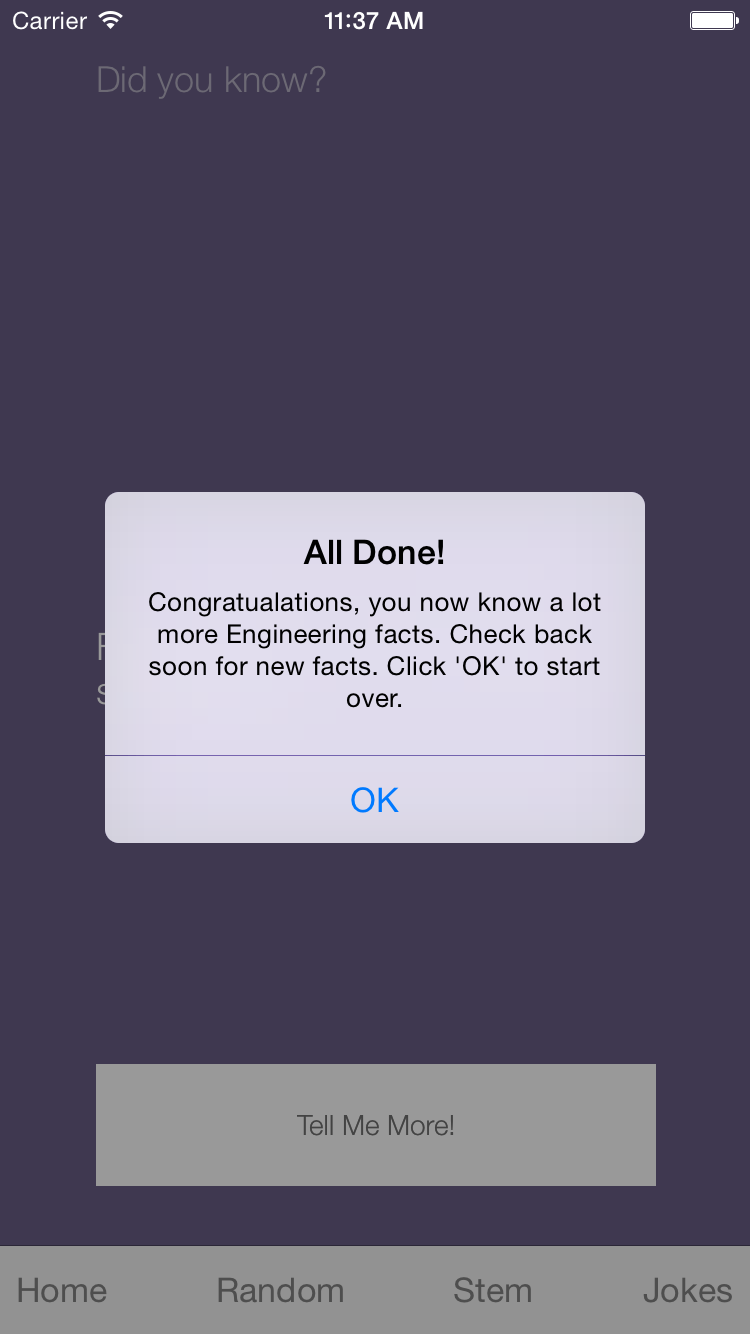 Carrier 11:37 AM
Did you know?
All Done!
Congratualations, you now know a lot
more Engineering facts. Check back
soon for new facts. Click 'OK' to start
over.
OK
Tell Me More!
Home Random Stem Jokes